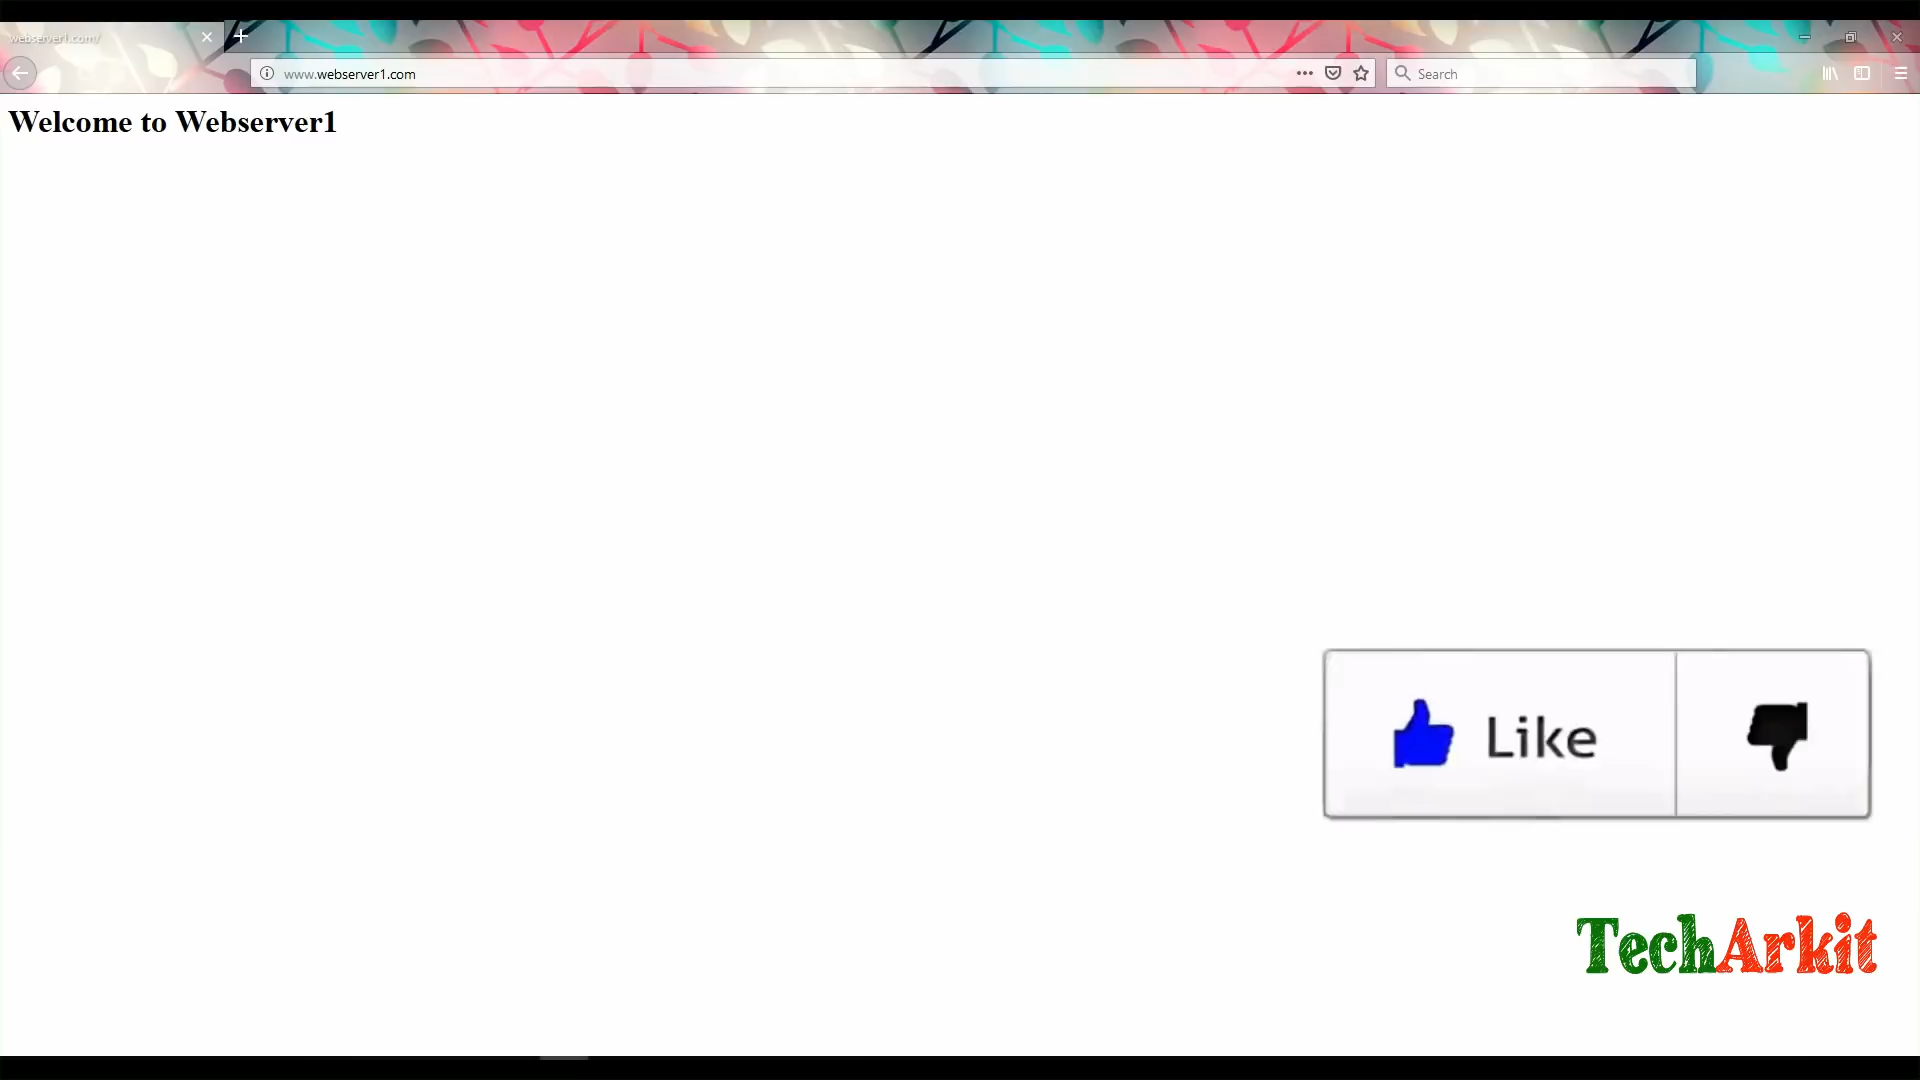 webserver1.com/
www.webserver1.com
Search
Welcome to Webserver1
Like
TechArkit